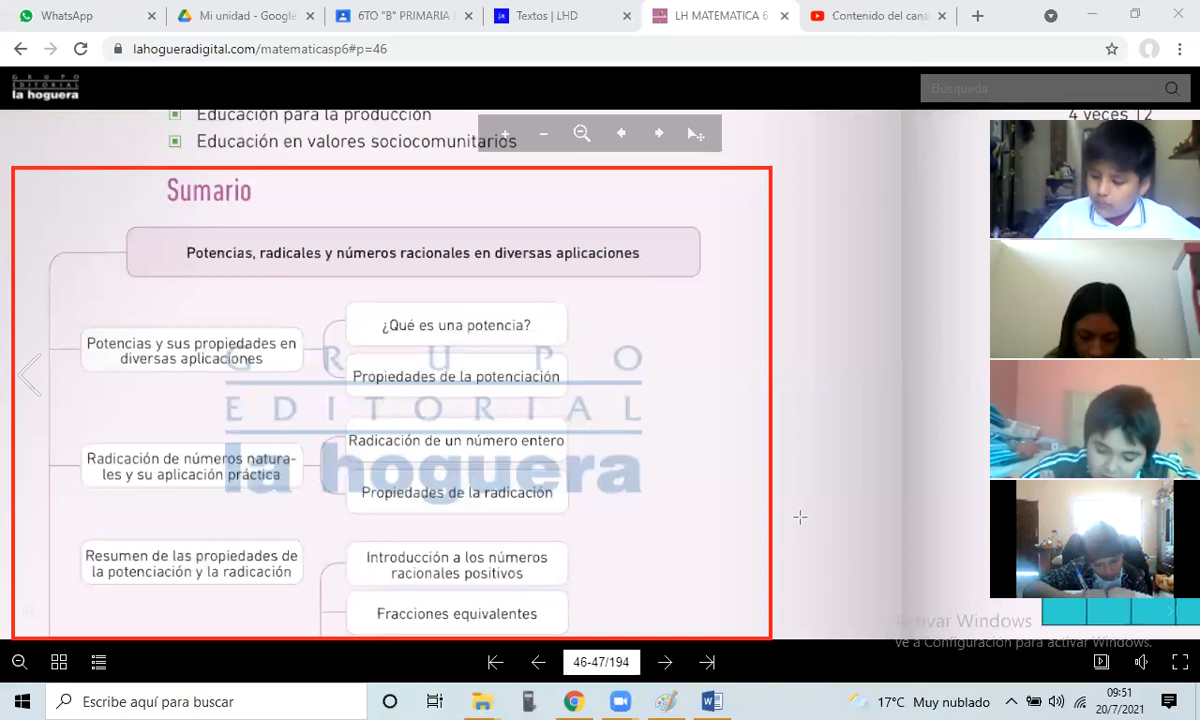 WhatsApp
Mi unidad - Google
6TO "B" PRIMARIA
Textos | LHD
LH MATEMATICA 6
Contenido del cana
lahogueradigital.com/matematicasp6#p=46
GRUPO
EDITORIAL
la hoguera
Búsqueda
Educación para la producción
Educación en valores sociocomunitarios
4 veces 12
Sumario
Potencias, radicales y números racionales en diversas aplicaciones
Potencias y sus propiedades en
diversas aplicaciones
¿Qué es una potencia?
Propiedades de la potenciación
Radicación de números natura-
les y su aplicación práctica
Radicación de un número entero
Propiedades de la radicación
Resumen de las propiedades de
la potenciación y la radicación
Introducción a los números
racionales positivos
Fracciones equivalentes
GRUPO
EDITORIAL
la hoguera
Activar Windows
Ve a Configuración para activar Windows.
46-47/194
Escribe aquí para buscar
17°C Muy nublado
09:51
20/7/2021